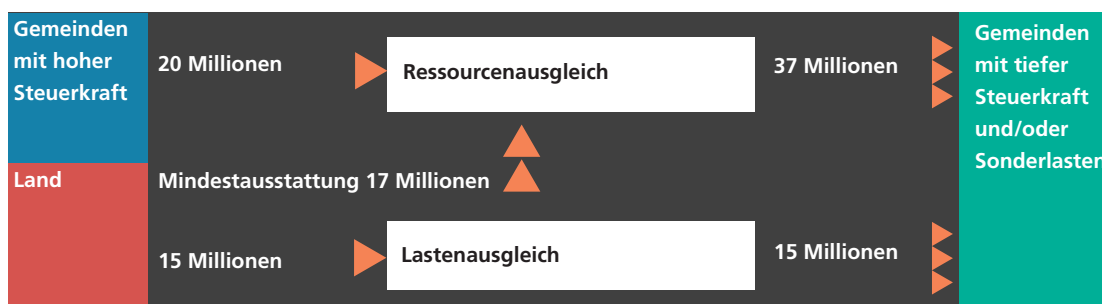 Gemeinden
mit hoher
Steuerkraft
20 Millionen
Ressourcenausgleich
37 Millionen
Gemeinden
mit tiefer
Steuerkraft
und/oder
Sonderlasten
Land
Mindestausstattung 17 Millionen
15 Millionen
Lastenausgleich
15 Millionen